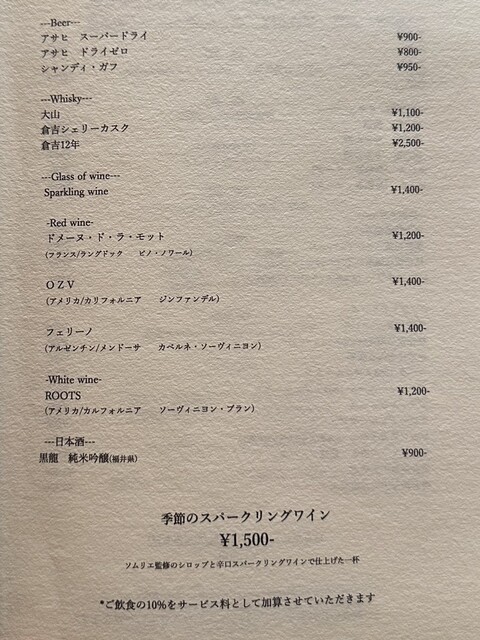 ---Beer---
アサヒ スーパードライ ¥900-
アサヒ ドライゼロ ¥800-
シャンディ・ガフ ¥950-
---Whisky---
大山 ¥1,100-
倉吉シェリーカスク ¥1,200-
倉吉12年 ¥2,500-
---Glass of wine---
Sparkling wine ¥1,400-
-Red wine-
ドメーヌ・ド・ラ・モット ¥1,200-
(フランス/ラングドック ピノ・ノワール)
OZV ¥1,400-
(アメリカ/カリフォルニア ジンファンデル)
フェリーノ ¥1,400-
(アルゼンチン/メンドーサ カベルネ・ソーヴィニヨン)
-White wine-
ROOTS ¥1,200-
(アメリカ/カルフォルニア ソーヴィニヨン・ブラン)
---日本酒---
黒龍 純米吟醸(福井県) ¥900-
季節のスパークリングワイン
¥1,500-
ソムリエ監修のシロップと辛口スパークリングワインで仕上げた一杯
*ご飲食の10%をサービス料として加算させていただきます